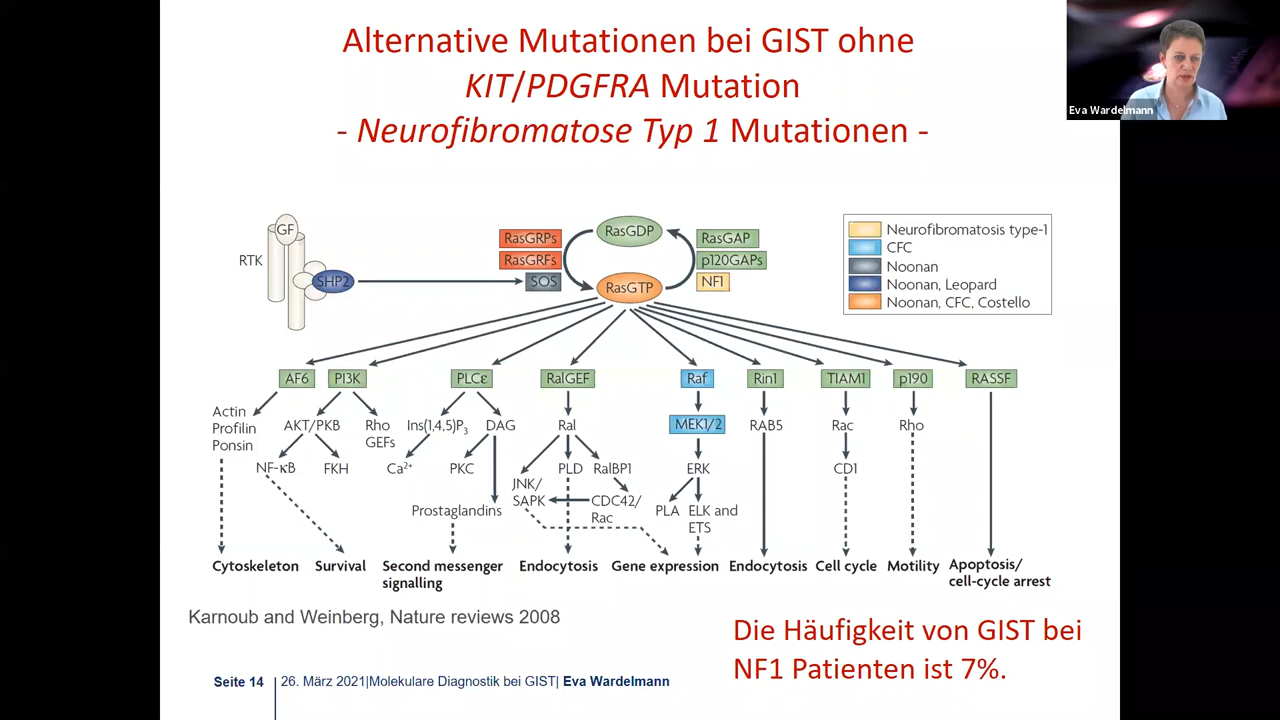 Alternative Mutationen bei GIST ohne
KIT/PDGFRA Mutation
- Neurofibromatose Typ 1 Mutationen -
Eva Wardelmann
GF
RTK
SHP2
RasGRPs
RasGRFs
SOS
RasGDP
RasGTP
RasGAP
p120GAPs
NF1
Neurofibromatosis type-1
CFC
Noonan
Noonan, Leopard
Noonan, CFC, Costello
AF6
PI3K
PLCε
RalGEF
Raf
Rin1
TIAM1
p190
RASSF
Actin
Profilin
Ponsin
AKT/PKB
Rho
GEFs
Ins(1,4,5)P3
DAG
Ral
MEK1/2
RAB5
Rac
Rho
NF-κB
FKH
Ca2+
PKC
JNK/
SAPK
PLD
RalBP1
ERK
CD1
Prostaglandins
CDC42/
Rac
PLA
ELK and
ETS
Cytoskeleton
Survival
Second messenger
signalling
Endocytosis
Gene expression
Endocytosis
Cell cycle
Motility
Apoptosis/
cell-cycle arrest
Karnoub and Weinberg, Nature reviews 2008
Die Häufigkeit von GIST bei
NF1 Patienten ist 7%.
Seite 14
26. März 2021|Molekulare Diagnostik bei GIST| Eva Wardelmann